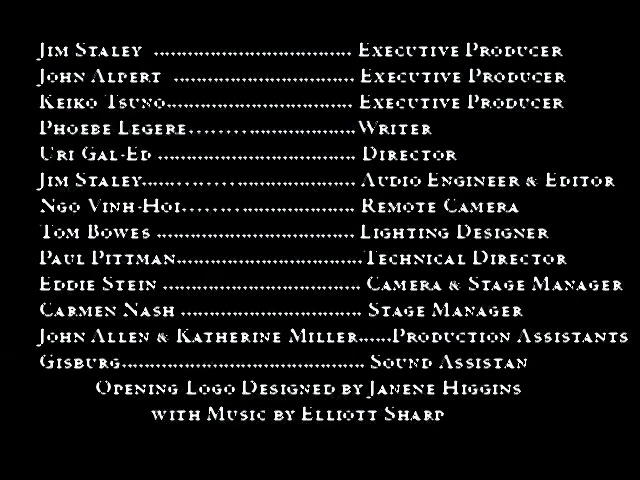 Jim Staley .................................. Executive Producer
John Alpert ............................... Executive Producer
Keiko Tsuno................................ Executive Producer
Phoebe Legere............................Writer
Uri Gal-Ed .................................. Director
Jim Staley..................................... Audio Engineer & Editor
Ngo Vinh-Hoi.............................. Remote Camera
Tom Bowes .................................. Lighting Designer
Paul Pittman................................Technical Director
Eddie Stein .................................. Camera & Stage Manager
Carmen Nash ............................... Stage Manager
John Allen & Katherine Miller......Production Assistants
Gisburg.......................................... Sound Assistan
Opening Logo Designed by Janene Higgins
with Music by Elliott Sharp